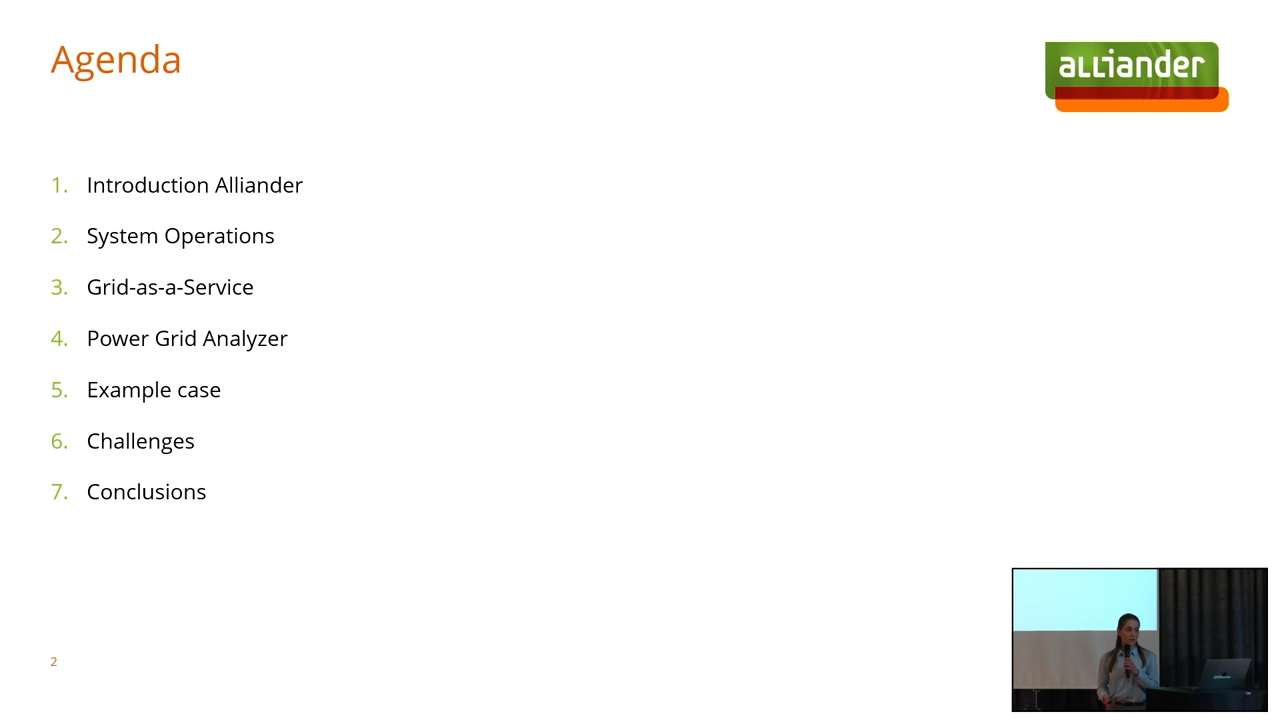 Agenda
alliander
1. Introduction Alliander
2. System Operations
3. Grid-as-a-Service
4. Power Grid Analyzer
5. Example case
6. Challenges
7. Conclusions
2